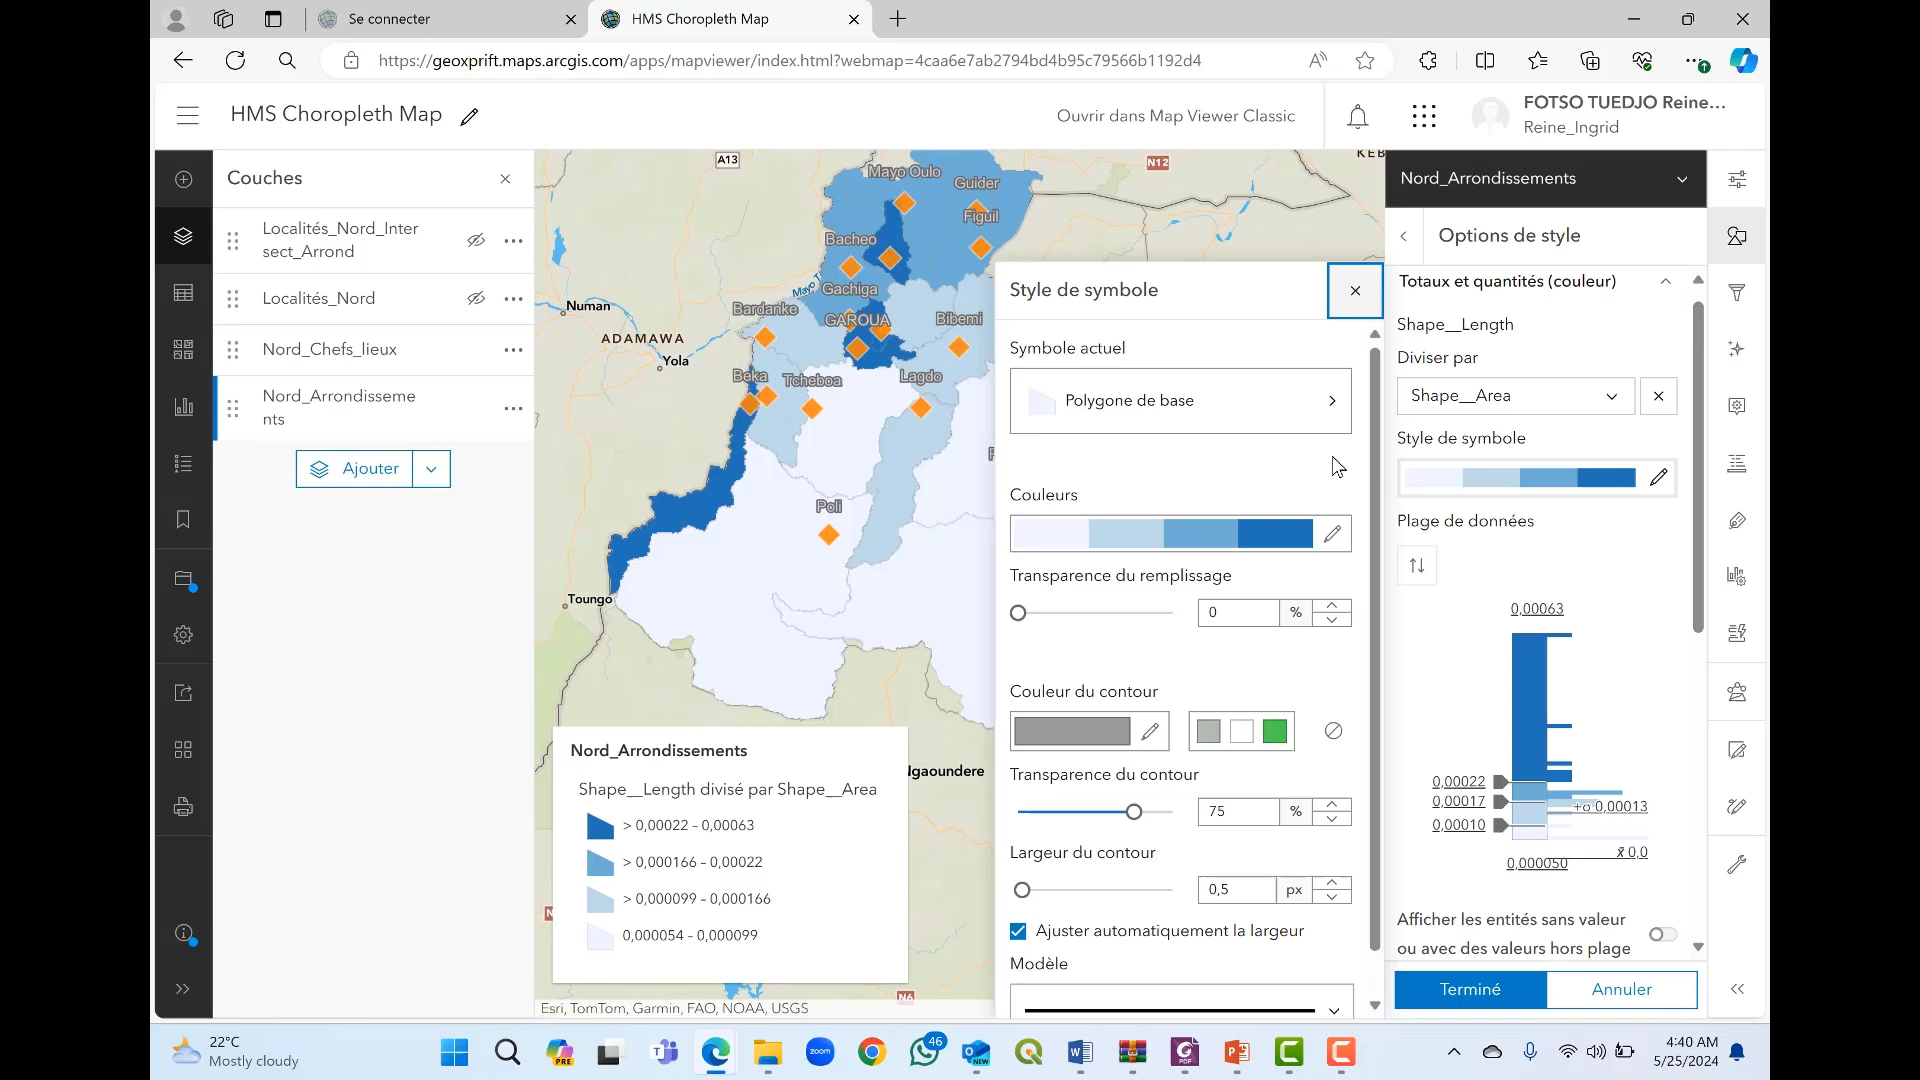 Se connecter
HMS Choropleth Map
https://geoxprift.maps.arcgis.com/apps/mapviewer/index.html?webmap=4caa6e7ab2794bd4b95c79566b1192d4
HMS Choropleth Map
Ouvrir dans Map Viewer Classic
FOTSO TUEDJO Reine...
Reine_Ingrid
Couches
Localités_Nord_Inter
sect_Arrond
Localités_Nord
Nord_Chefs_lieux
Nord_Arrondisseme
nts
Ajouter
A13
N12
Mayo Oulo
Guider
Figuil
Bacheo
Gachiga
Bardanke
GAROUA
Bibemi
Numan
ADAMAWA
Yola
Beka
Tcheboa
Lagdo
Poli
Toungo
Ngaoundere
N6
Nord_Arrondissements
Shape__Length divisé par Shape__Area
> 0,00022 – 0,00063
> 0,000166 – 0,00022
> 0,000099 – 0,000166
0,000054 – 0,000099
Esri, TomTom, Garmin, FAO, NOAA, USGS
Style de symbole
Symbole actuel
Polygone de base
Couleurs
Transparence du remplissage
0 %
Couleur du contour
Transparence du contour
75 %
Largeur du contour
0,5 px
Ajuster automatiquement la largeur
Modèle
Nord_Arrondissements
Options de style
Totaux et quantités (couleur)
Shape__Length
Diviser par
Shape__Area
Style de symbole
Plage de données
0,00063
0,00022
0,00017
0,00010
+σ 0,00013
x̄ 0,0
0,000050
Afficher les entités sans valeur
ou avec des valeurs hors plage
Terminé
Annuler
22°C
Mostly cloudy
PRE
zoom
46
NEW
PDF
4:40 AM
5/25/2024